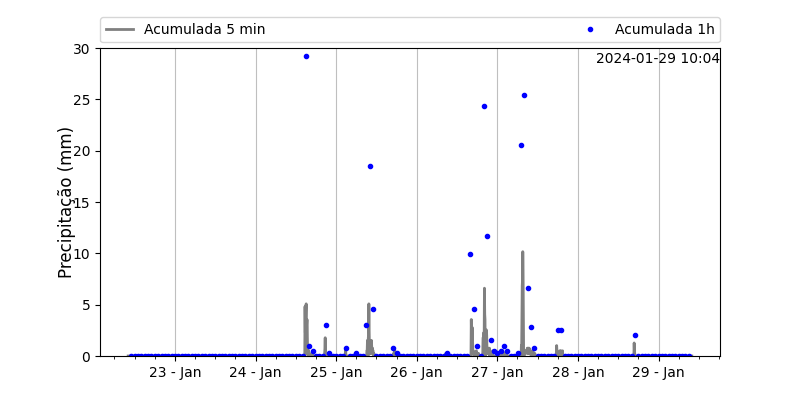 Acumulada 5 min
Acumulada 1h
2024-01-29 10:04
Precipitação (mm)
30
25
20
15
10
5
0
23 - Jan
24 - Jan
25 - Jan
26 - Jan
27 - Jan
28 - Jan
29 - Jan